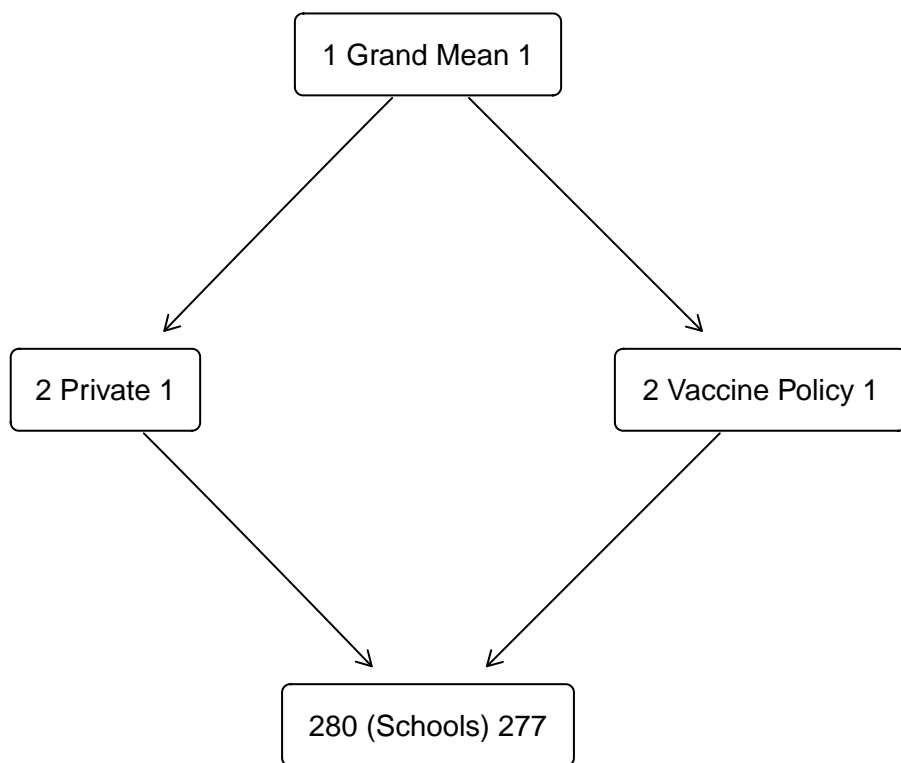 1 Grand Mean 1
2 Private 1
2 Vaccine Policy 1
280 (Schools) 277